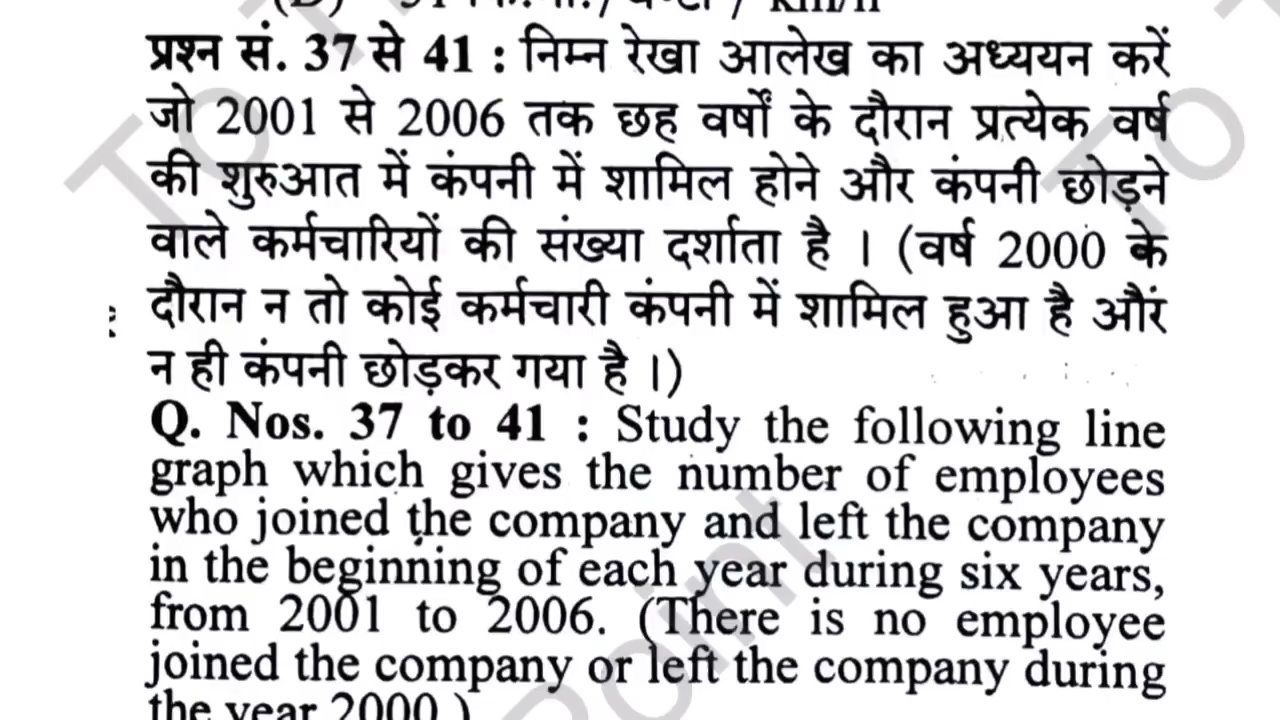 (D) 31 कि.मी./घण्टा / km/h
प्रश्न सं. 37 से 41 : निम्न रेखा आलेख का अध्ययन करें
जो 2001 से 2006 तक छह वर्षों के दौरान प्रत्येक वर्ष
की शुरुआत में कंपनी में शामिल होने और कंपनी छोड़ने
वाले कर्मचारियों की संख्या दर्शाता है । (वर्ष 2000 के
दौरान न तो कोई कर्मचारी कंपनी में शामिल हुआ है और
न ही कंपनी छोड़कर गया है ।)
Q. Nos. 37 to 41 : Study the following line
graph which gives the number of employees
who joined the company and left the company
in the beginning of each year during six years,
from 2001 to 2006. (There is no employee
joined the company or left the company during
the year 2000.)